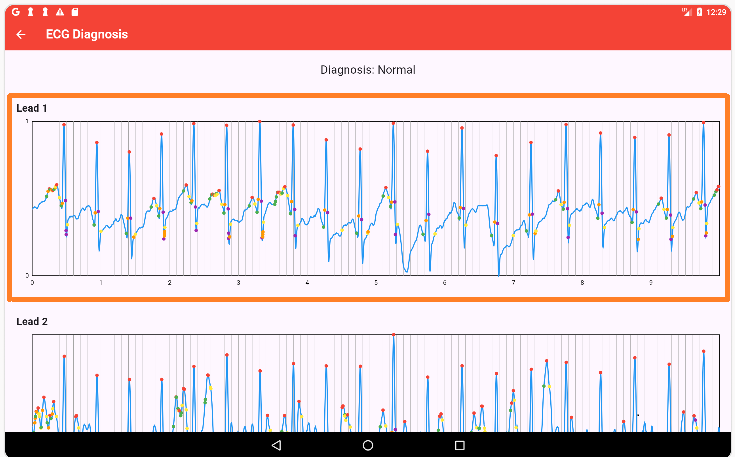 12:29
ECG Diagnosis
Diagnosis: Normal
Lead 1
1
0
0 1 2 3 4 5 6 7 8 9
Lead 2